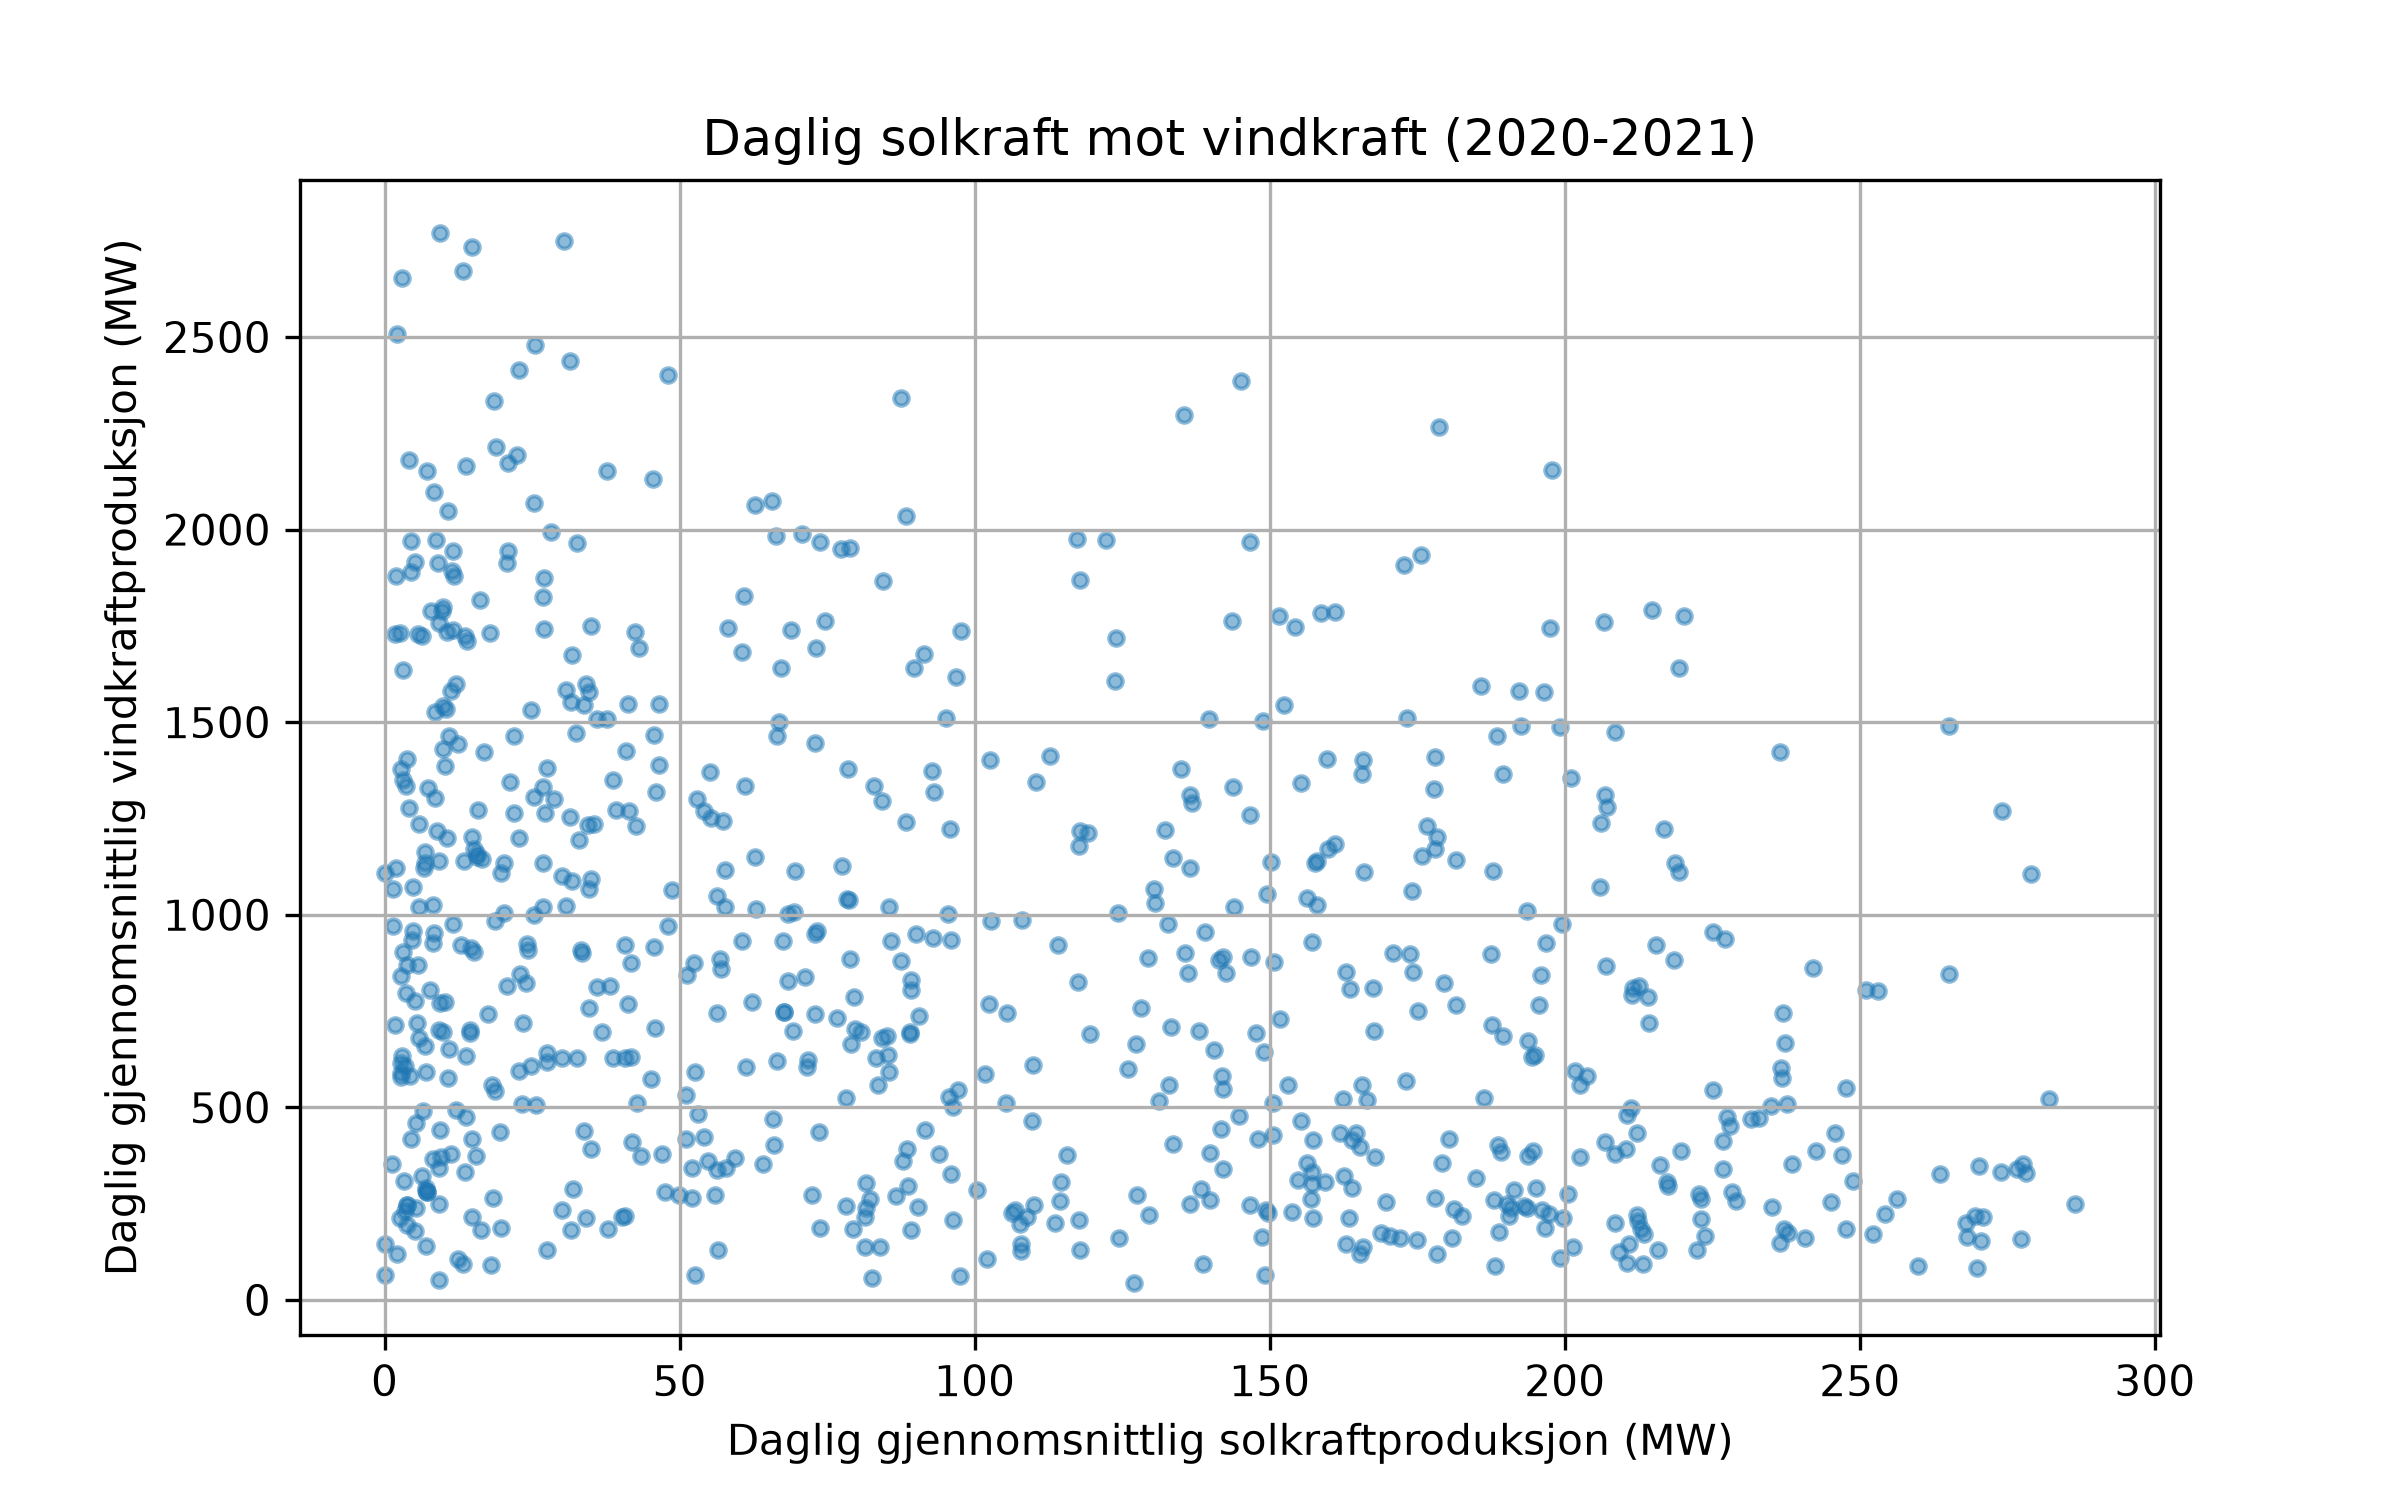 Daglig solkraft mot vindkraft (2020-2021)
Daglig gjennomsnittlig vindkraftproduksjon (MW)
2500
2000
1500
1000
500
0
0 50 100 150 200 250 300
Daglig gjennomsnittlig solkraftproduksjon (MW)